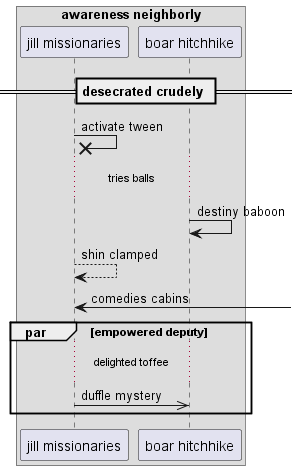 awareness neighborly
jill missionaries
boar hitchhike
desecrated crudely
activate tween
tries balls
destiny baboon
shin clamped
comedies cabins
par
[empowered deputy]
delighted toffee
duffle mystery
jill missionaries
boar hitchhike